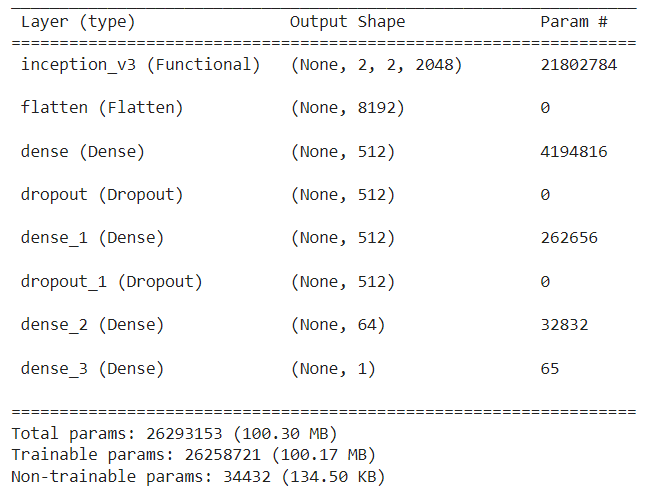 Layer (type) Output Shape Param #
=================================================================
inception_v3 (Functional) (None, 2, 2, 2048) 21802784
flatten (Flatten) (None, 8192) 0
dense (Dense) (None, 512) 4194816
dropout (Dropout) (None, 512) 0
dense_1 (Dense) (None, 512) 262656
dropout_1 (Dropout) (None, 512) 0
dense_2 (Dense) (None, 64) 32832
dense_3 (Dense) (None, 1) 65
=================================================================
Total params: 26293153 (100.30 MB)
Trainable params: 26258721 (100.17 MB)
Non-trainable params: 34432 (134.50 KB)